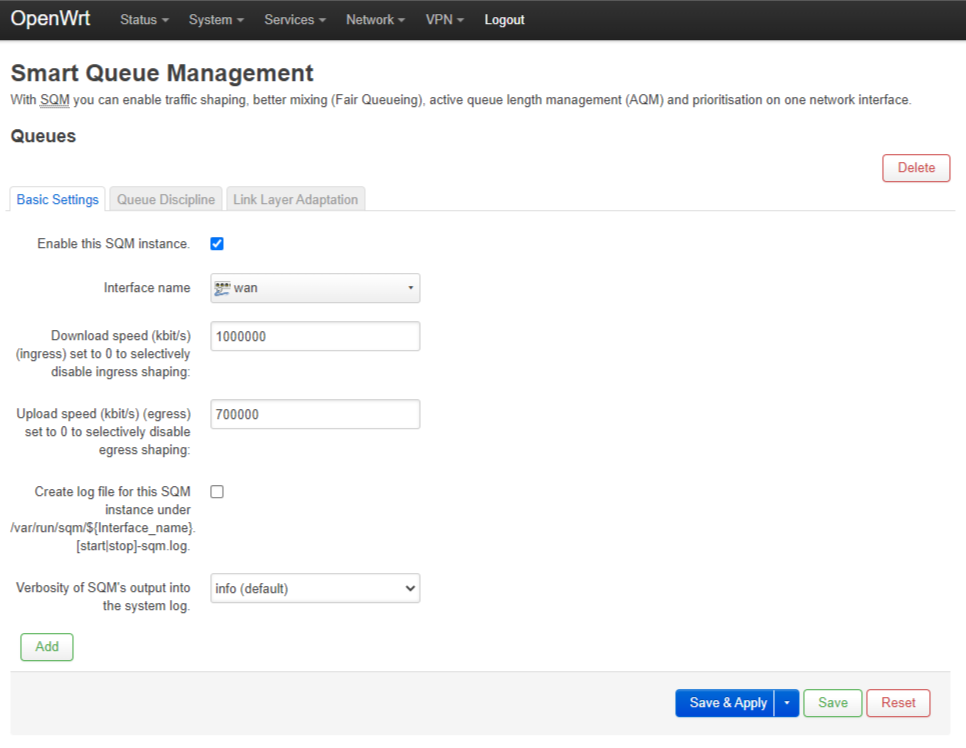 OpenWrt Status System Services Network VPN Logout
Smart Queue Management
With SQM you can enable traffic shaping, better mixing (Fair Queueing), active queue length management (AQM) and prioritisation on one network interface.
Queues
Delete
Basic Settings Queue Discipline Link Layer Adaptation
Enable this SQM instance.
Interface name wan
Download speed (kbit/s) 1000000
(ingress) set to 0 to selectively
disable ingress shaping:
Upload speed (kbit/s) (egress) 700000
set to 0 to selectively disable
egress shaping:
Create log file for this SQM
instance under
/var/run/sqm/${Interface_name}.
[start|stop]-sqm.log.
Verbosity of SQM's output into info (default)
the system log.
Add
Save & Apply Save Reset